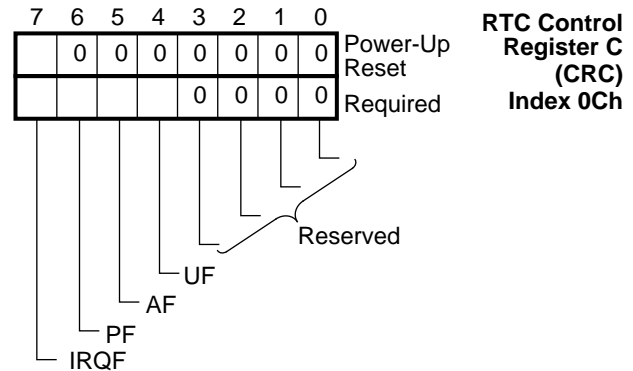 7 6 5 4 3 2 1 0
RTC Control
Register C
(CRC)
Index 0Ch
0 0 0 0 0 0 0
Power-Up
Reset
0 0 0 0
Required
Reserved
UF
AF
PF
IRQF